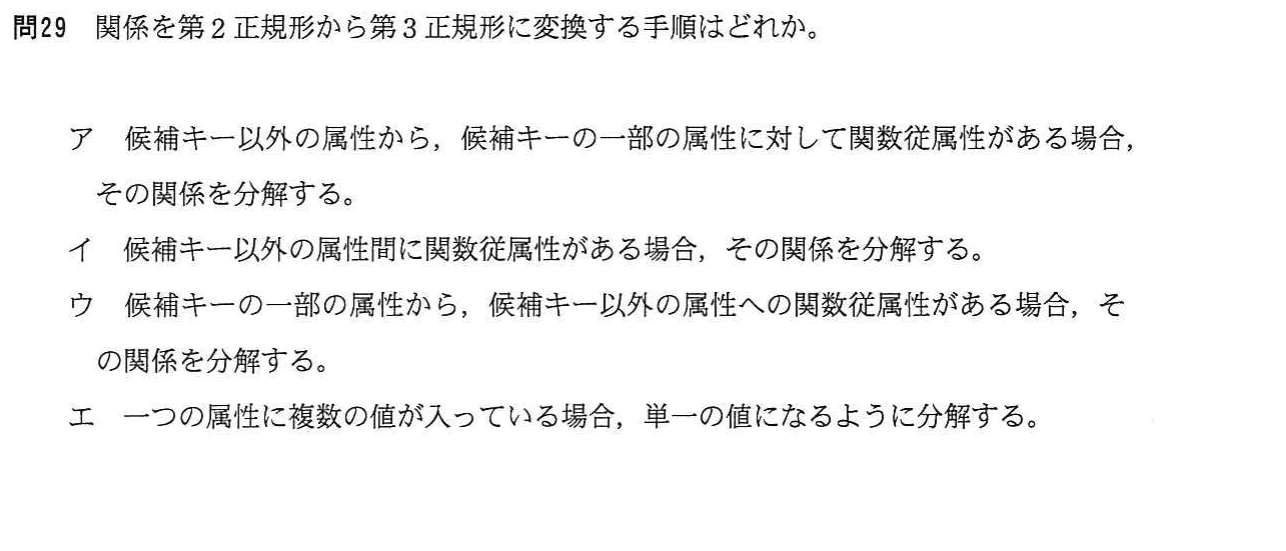 問29 関係を第2正規形から第3正規形に変換する手順はどれか。
ア 候補キー以外の属性から，候補キーの一部の属性に対して関数従属性がある場合，
その関係を分解する。
イ 候補キー以外の属性間に関数従属性がある場合，その関係を分解する。
ウ 候補キーの一部の属性から，候補キー以外の属性への関数従属性がある場合，そ
の関係を分解する。
エ 一つの属性に複数の値が入っている場合，単一の値になるように分解する。